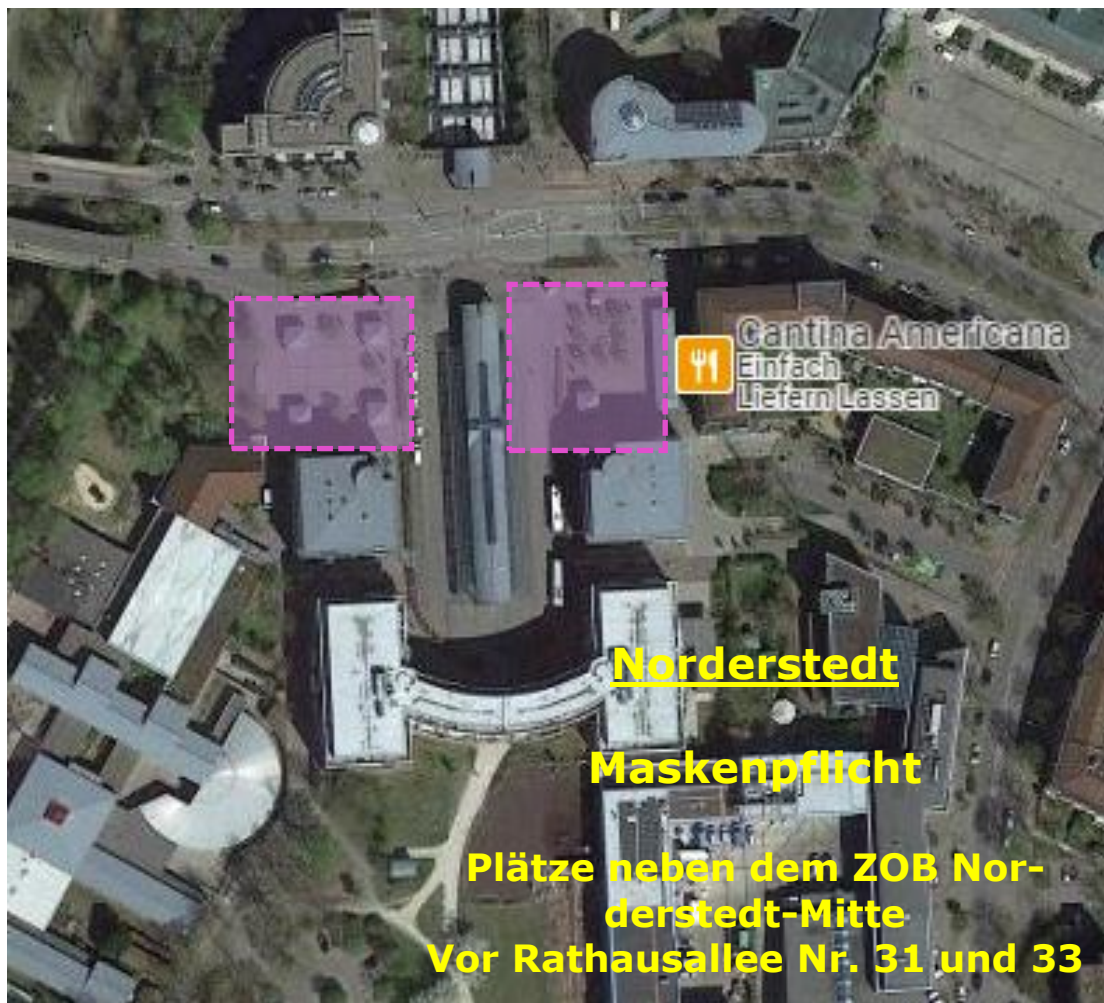 Cantina Americana
Einfach
Liefern Lassen
Norderstedt
Maskenpflicht
Plätze neben dem ZOB Nor-
derstedt-Mitte
Vor Rathausallee Nr. 31 und 33